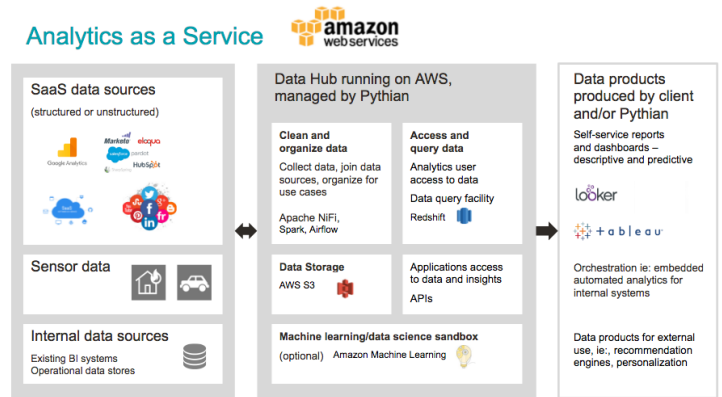 Analytics as a Service
amazon
webservices
SaaS data sources
(structured or unstructured)
Google Analytics
Marketo
eloqua
salesforce
pardot
HubSpot
SaaS
Sensor data
Internal data sources
Existing BI systems
Operational data stores
Data Hub running on AWS,
managed by Pythian
Clean and
organize data
Collect data, join data
sources, organize for
use cases
Apache NiFi,
Spark, Airflow
Access and
query data
Analytics user
access to data
Data query facility
Redshift
Data Storage
AWS S3
Applications access
to data and insights
APIs
Machine learning/data science sandbox
(optional) Amazon Machine Learning
Data products
produced by client
and/or Pythian
Self-service reports
and dashboards –
descriptive and predictive
looker
tableau
Orchestration ie: embedded
automated analytics for
internal systems
Data products for external
use, ie:, recommendation
engines, personalization